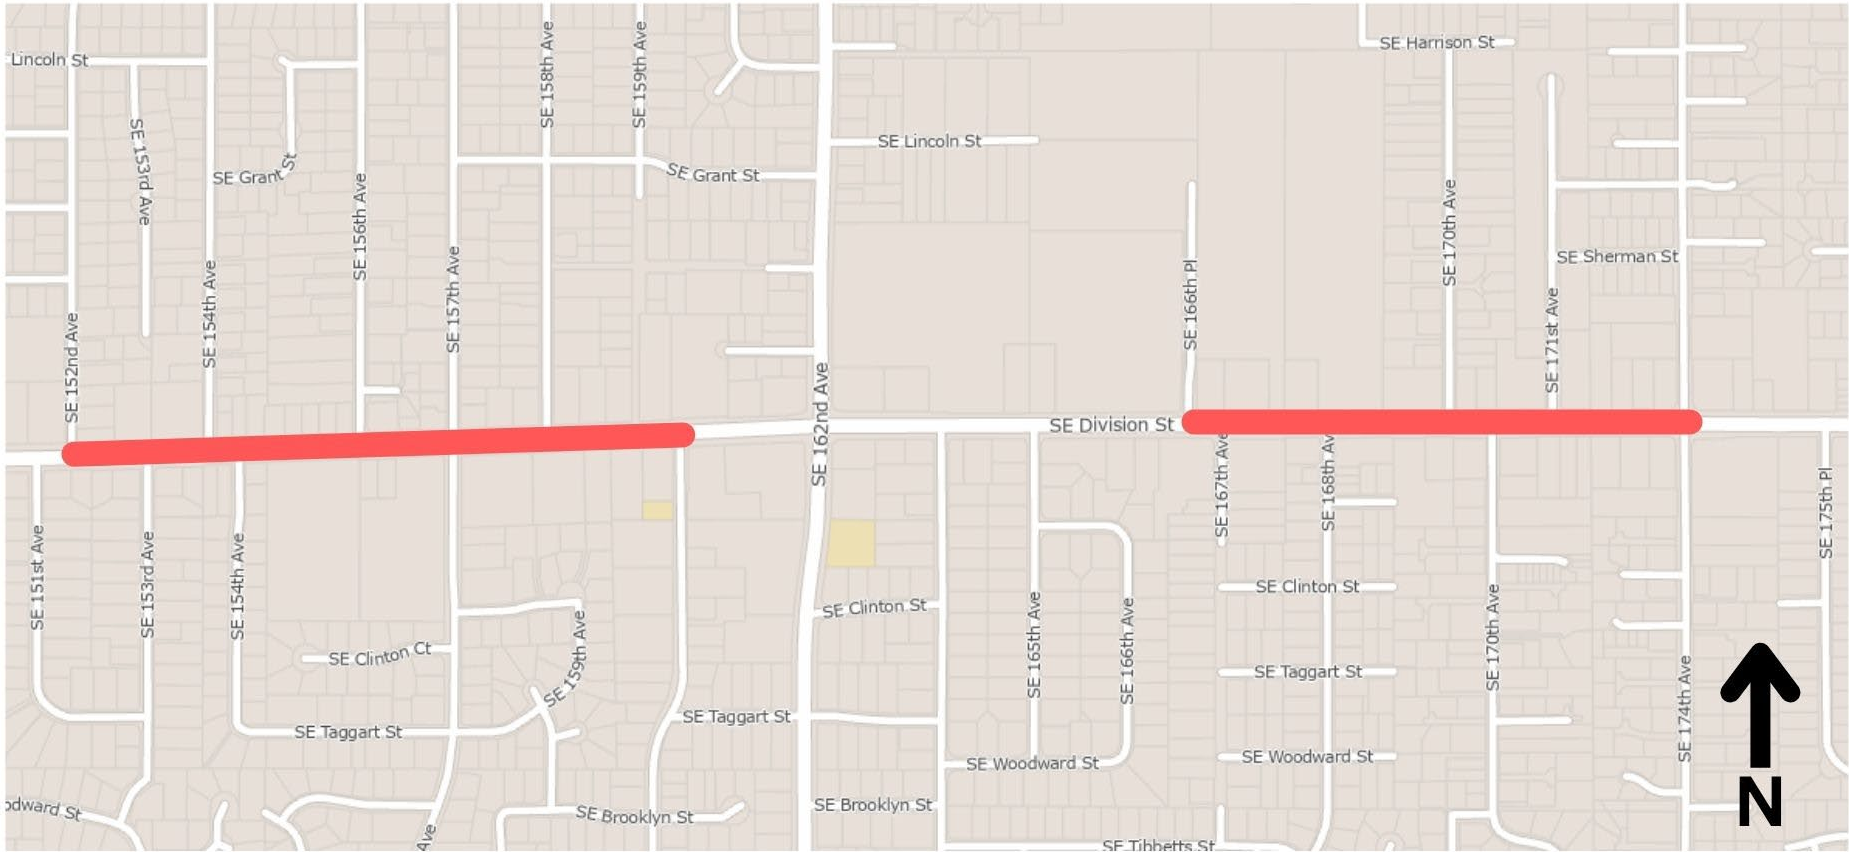 SE Harrison St
Lincoln St
SE 158th Ave
SE 159th Ave
SE Lincoln St
SE 153rd Ave
SE Grant St
SE Grant St
SE 156th Ave
SE 170th Ave
SE Sherman St
SE 154th Ave
SE 157th Ave
SE 166th Pl
SE 171st Ave
SE 152nd Ave
SE 162nd Ave
SE Division St
SE 167th Ave
SE 168th Av
SE 175th Pl
SE 151st Ave
SE 153rd Ave
SE 154th Ave
SE Clinton St
SE Clinton St
SE 159th Ave
SE 165th Ave
SE 166th Ave
SE 170th Ave
SE Clinton Ct
SE Taggart St
SE 174th Ave
SE Taggart St
SE Taggart St
SE Woodward St
SE Woodward St
odward St
SE Brooklyn St
SE Brooklyn St
N
Ave
SE Tibbetts St